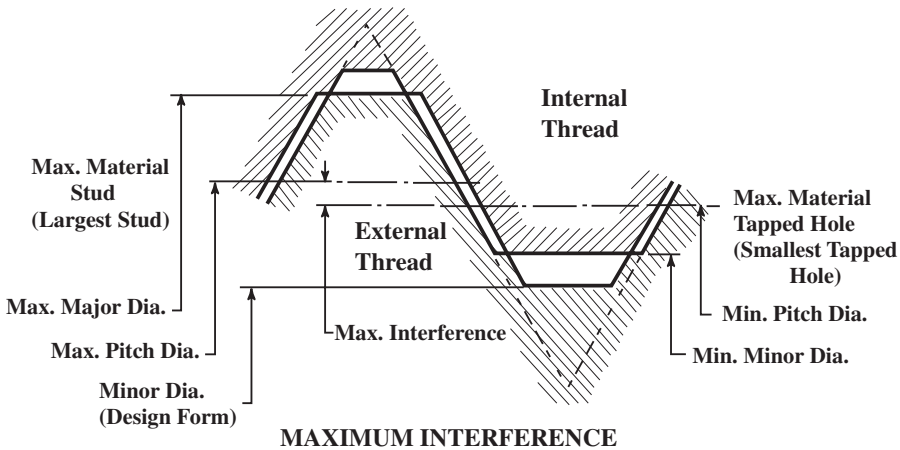 Internal
Thread
Max. Material
Stud
(Largest Stud)
Max. Material
Tapped Hole
(Smallest Tapped
Hole)
External
Thread
Max. Major Dia.
Min. Pitch Dia.
Max. Interference
Max. Pitch Dia.
Min. Minor Dia.
Minor Dia.
(Design Form)
MAXIMUM INTERFERENCE